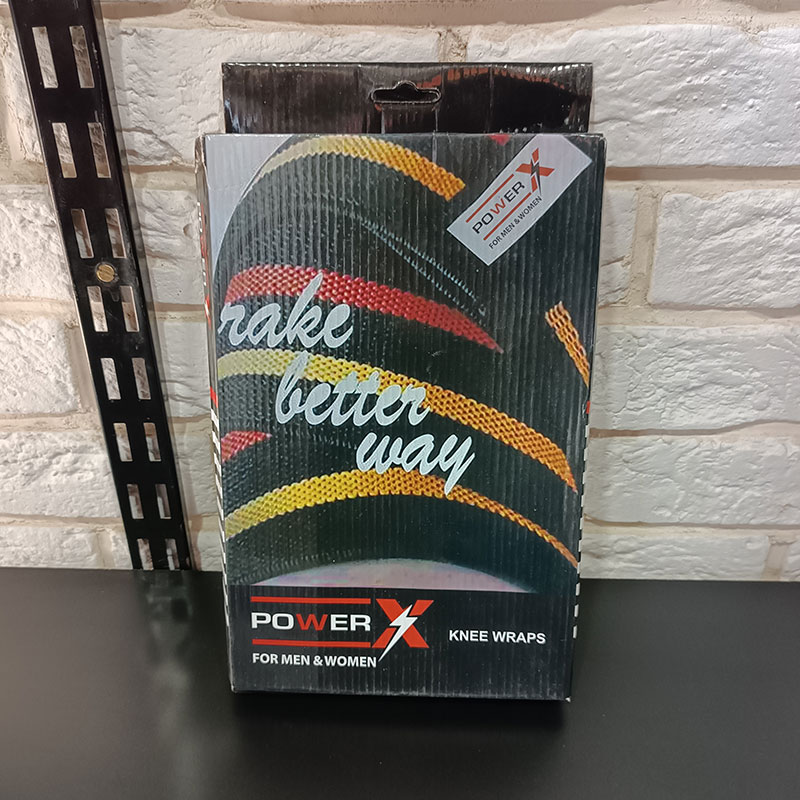 POWER X
FOR MEN & WOMEN
rake
better
way
POWER X
FOR MEN & WOMEN
KNEE WRAPS